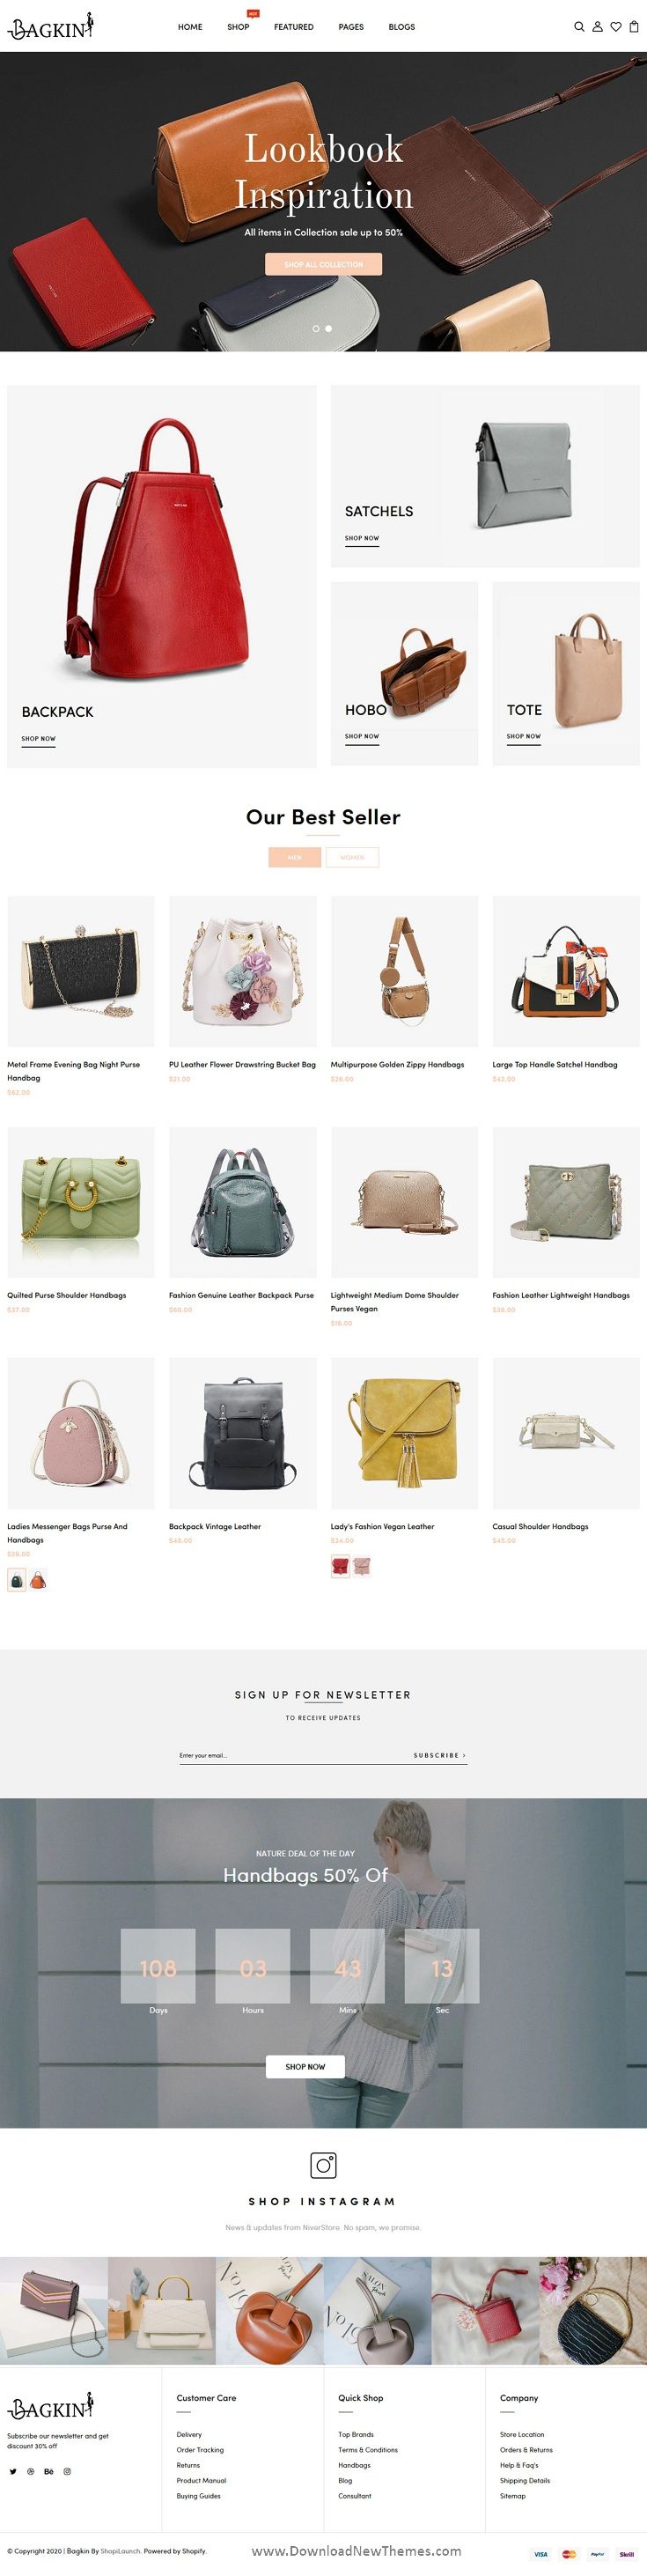 BAGKIN
HOME
SHOP
HOT
FEATURED
PAGES
BLOGS
Lookbook
Inspiration
All items in Collection sale up to 50%
SHOP ALL COLLECTION
BACKPACK
SHOP NOW
SATCHELS
SHOP NOW
HOBO
SHOP NOW
TOTE
SHOP NOW
Our Best Seller
MEN
WOMEN
Metal Frame Evening Bag Night Purse
Handbag
$62.00
PU Leather Flower Drawstring Bucket Bag
$21.00
Multipurpose Golden Zippy Handbags
$26.00
Large Top Handle Satchel Handbag
$42.00
Quilted Purse Shoulder Handbags
$37.00
Fashion Genuine Leather Backpack Purse
$60.00
Lightweight Medium Dome Shoulder
Purses Vegan
$16.00
Fashion Leather Lightweight Handbags
Ladies Messenger Bags Purse And
Handbags
Backpack Vintage Leather
Lady's Fashion Vegan Leather
$34.00
Casual Shoulder Handbags
$45.00
SIGN UP FOR NEWSLETTER
TO RECEIVE UPDATES
Enter your email...
SUBSCRIBE >
NATURE DEAL OF THE DAY
Handbags 50% Of
108
03
43
13
Days
Hours
Mins
Sec
SHOP NOW
SHOP INSTAGRAM
News & updates from NiverStore. No spam, we promise.
BAGKIN
Subscribe our newsletter and get
discount 30% off
Bē
Customer Care
Delivery
Order Tracking
Returns
Product Manual
Buying Guides
Quick Shop
Top Brands
Terms & Conditions
Handbags
Blog
Consultant
Company
Store Location
Orders & Returns
Help & Faq's
Shipping Details
Sitemap
© Copyright 2020 | Bagkin By ShopiLaunch. Powered by Shopify.
www.DownloadNewThemes.com
VISA
PayPal
Skrill